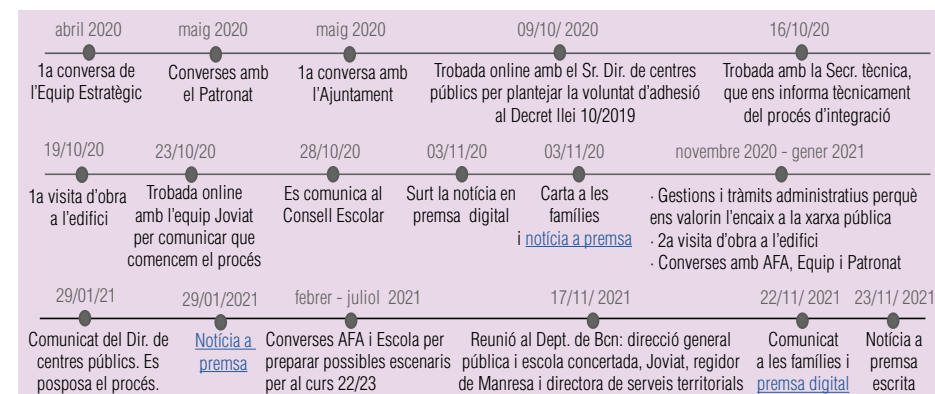 abril 2020
maig 2020
maig 2020
09/10/ 2020
16/10/20
1a conversa de
l'Equip Estratègic
Converses amb
el Patronat
1a conversa amb
l'Ajuntament
Trobada online amb el Sr. Dir. de centres
públics per plantejar la voluntat d'adhesió
al Decret llei 10/2019
Trobada amb la Secr. tècnica,
que ens informa tècnicament
del procés d'integració
19/10/20
23/10/20
28/10/20
03/11/20
03/11/20
novembre 2020 - gener 2021
1a visita d'obra
a l'edifici
Trobada online
amb l'equip Joviat
per comunicar que
comencem el procés
Es comunica al
Consell Escolar
Surt la notícia en
premsa digital
Carta a les
famílies
i notícia a premsa
· Gestions i tràmits administratius perquè
ens valorin l'encaix a la xarxa pública
· 2a visita d'obra a l'edifici
· Converses amb AFA, Equip i Patronat
29/01/21
29/01/2021
febrer - juliol 2021
17/11/ 2021
22/11/ 2021
23/11/ 2021
Comunicat del Dir. de
centres públics. Es
posposa el procés.
Notícia a
premsa
Converses AFA i Escola per
preparar possibles escenaris
per al curs 22/23
Reunió al Dept. de Bcn: direcció general
pública i escola concertada, Joviat, regidor
de Manresa i directora de serveis territorials
Comunicat
a les famílies i
premsa digital
Notícia a
premsa
escrita